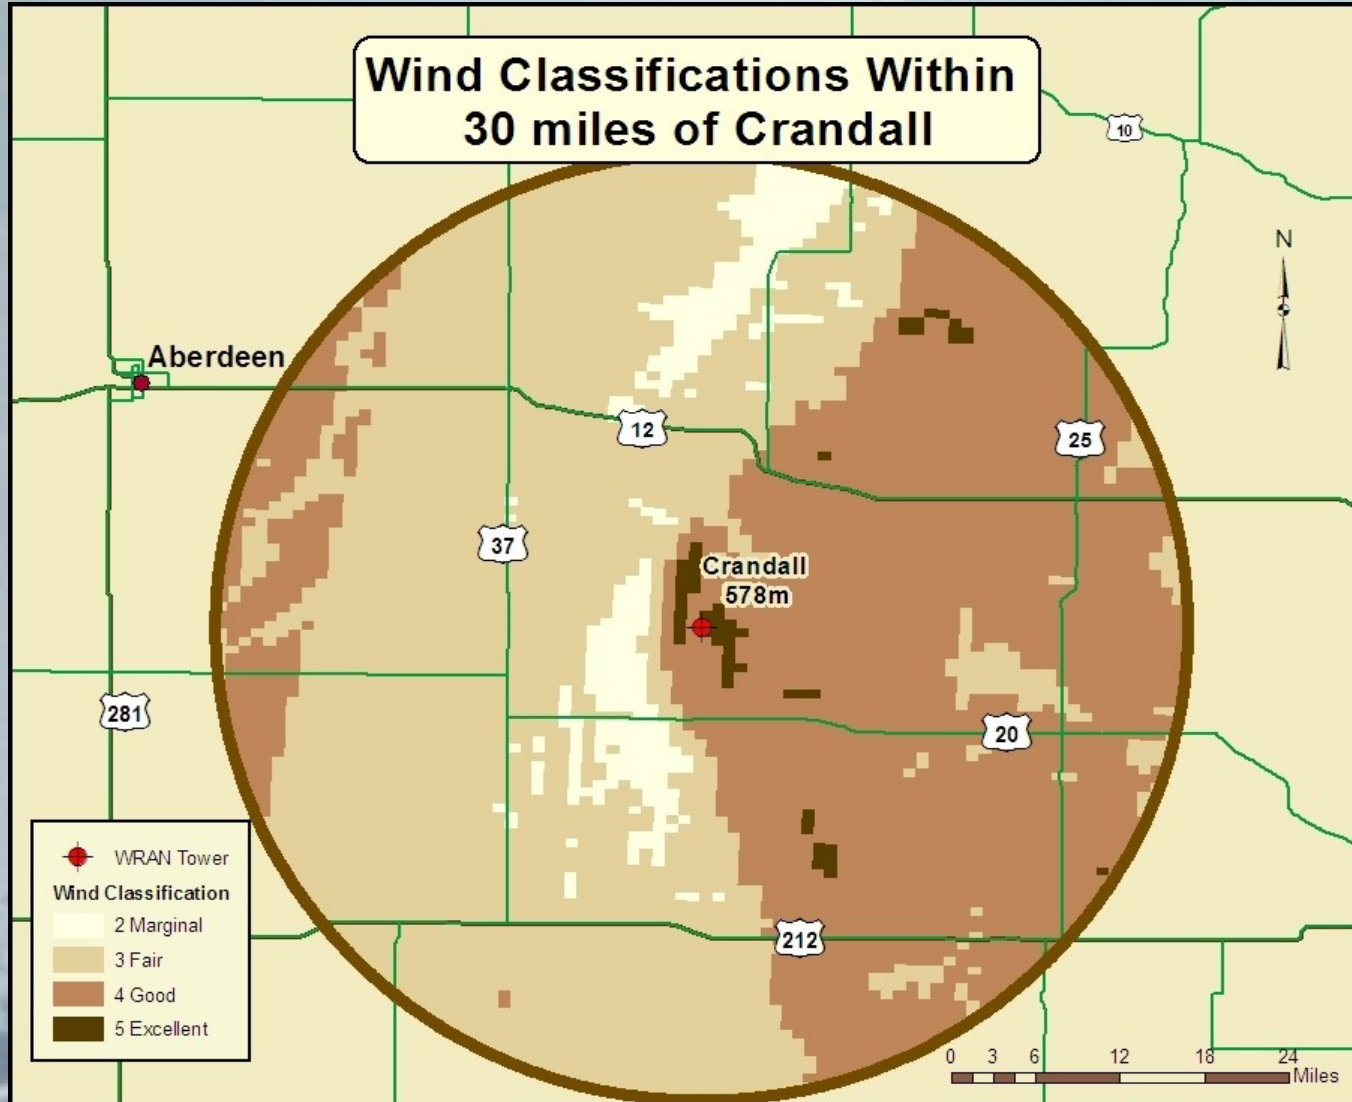 Wind Classifications Within
30 miles of Crandall
10
N
Aberdeen
12
25
37
Crandall
578m
281
20
212
WRAN Tower
Wind Classification
2 Marginal
3 Fair
4 Good
5 Excellent
0 3 6 12 18 24
Miles